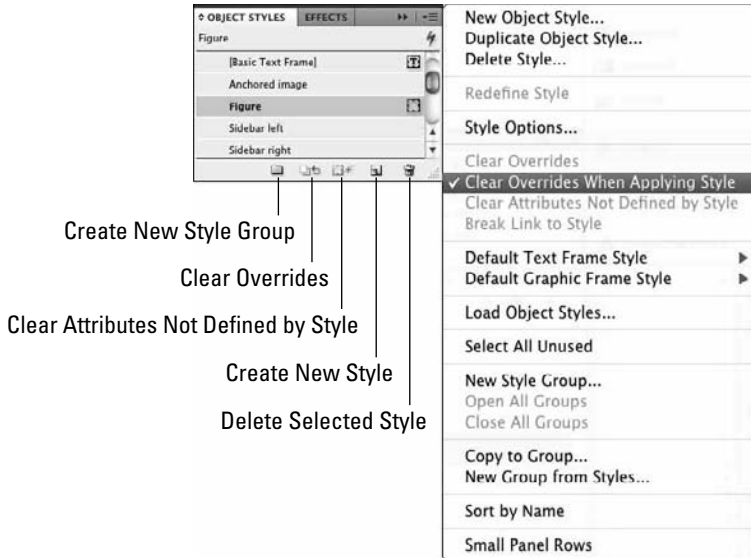 OBJECT STYLES EFFECTS
Figure
[Basic Text Frame]
Anchored image
Figure
Sidebar left
Sidebar right
Create New Style Group
Clear Overrides
Clear Attributes Not Defined by Style
Create New Style
Delete Selected Style
New Object Style...
Duplicate Object Style...
Delete Style...
Redefine Style
Style Options...
Clear Overrides
✓ Clear Overrides When Applying Style
Clear Attributes Not Defined by Style
Break Link to Style
Default Text Frame Style
Default Graphic Frame Style
Load Object Styles...
Select All Unused
New Style Group...
Open All Groups
Close All Groups
Copy to Group...
New Group from Styles...
Sort by Name
Small Panel Rows